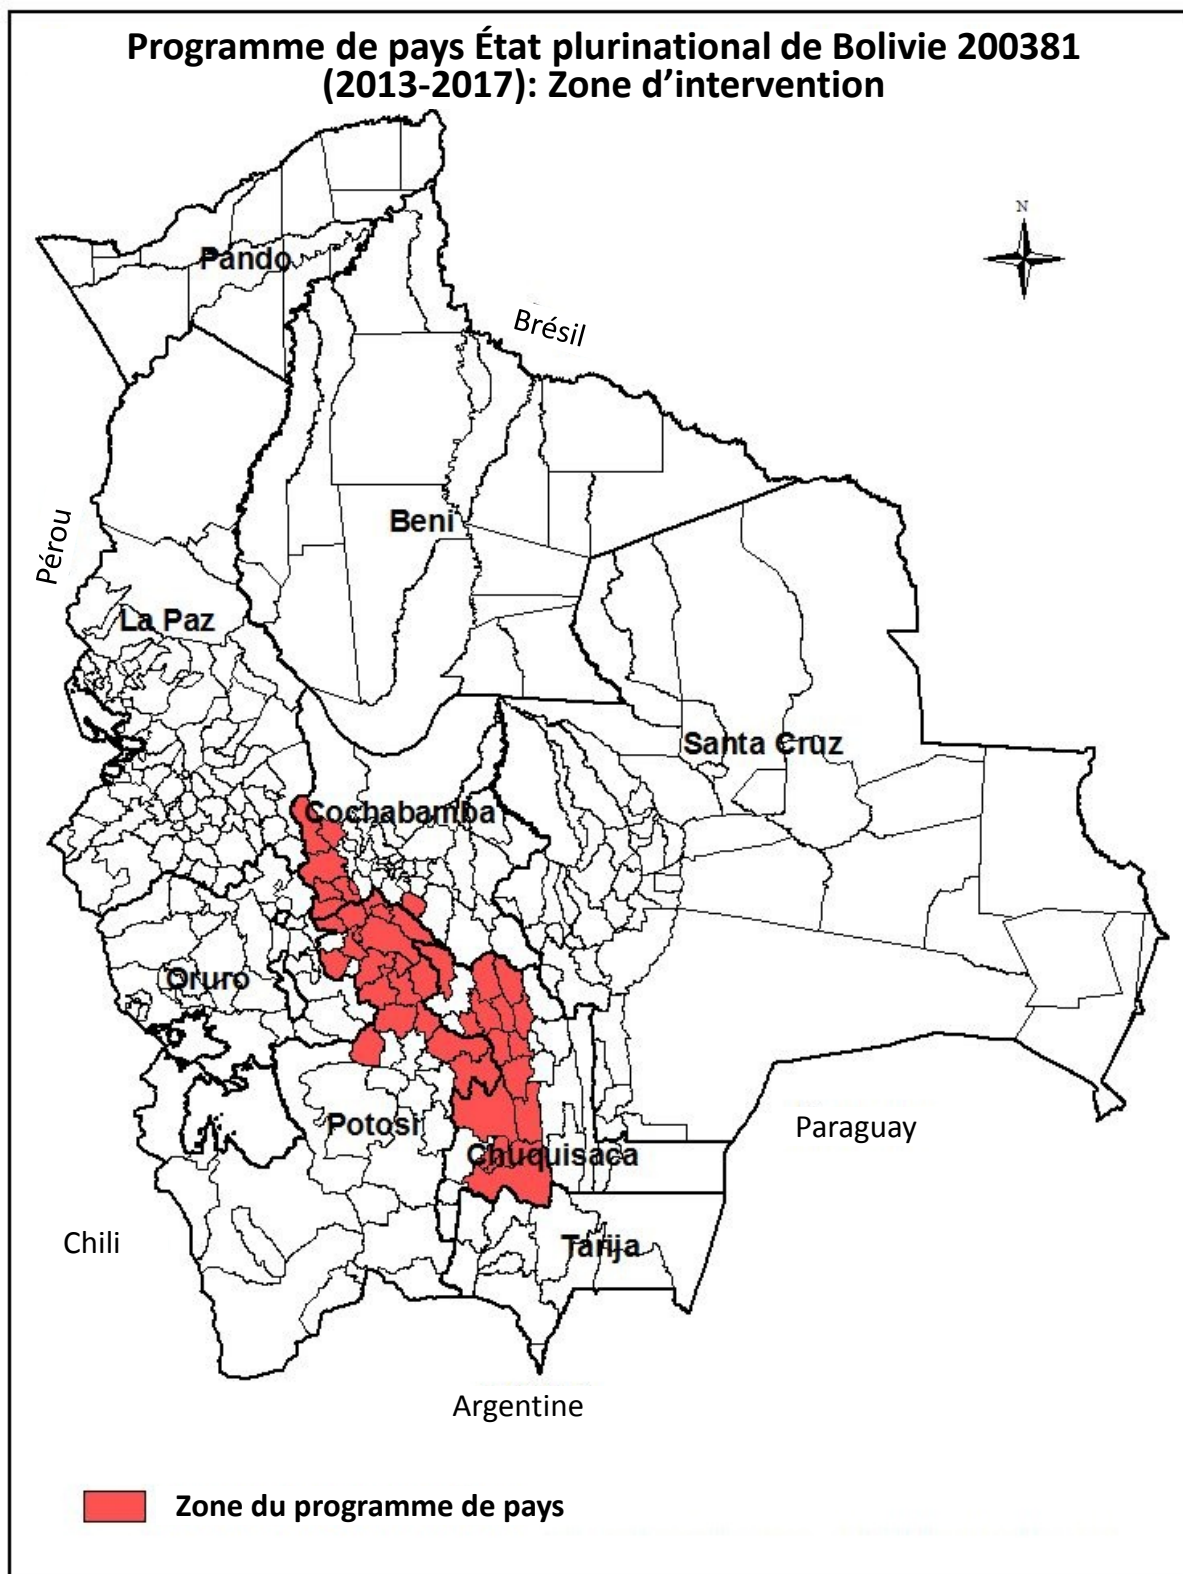 Programme de pays État plurinational de Bolivie 200381
(2013-2017): Zone d’intervention
N
Pando
Brésil
Beni
Pérou
La Paz
Santa Cruz
Cochabamba
Oruro
Potosi
Paraguay
Chuquisaca
Chili
Tarija
Argentine
Zone du programme de pays